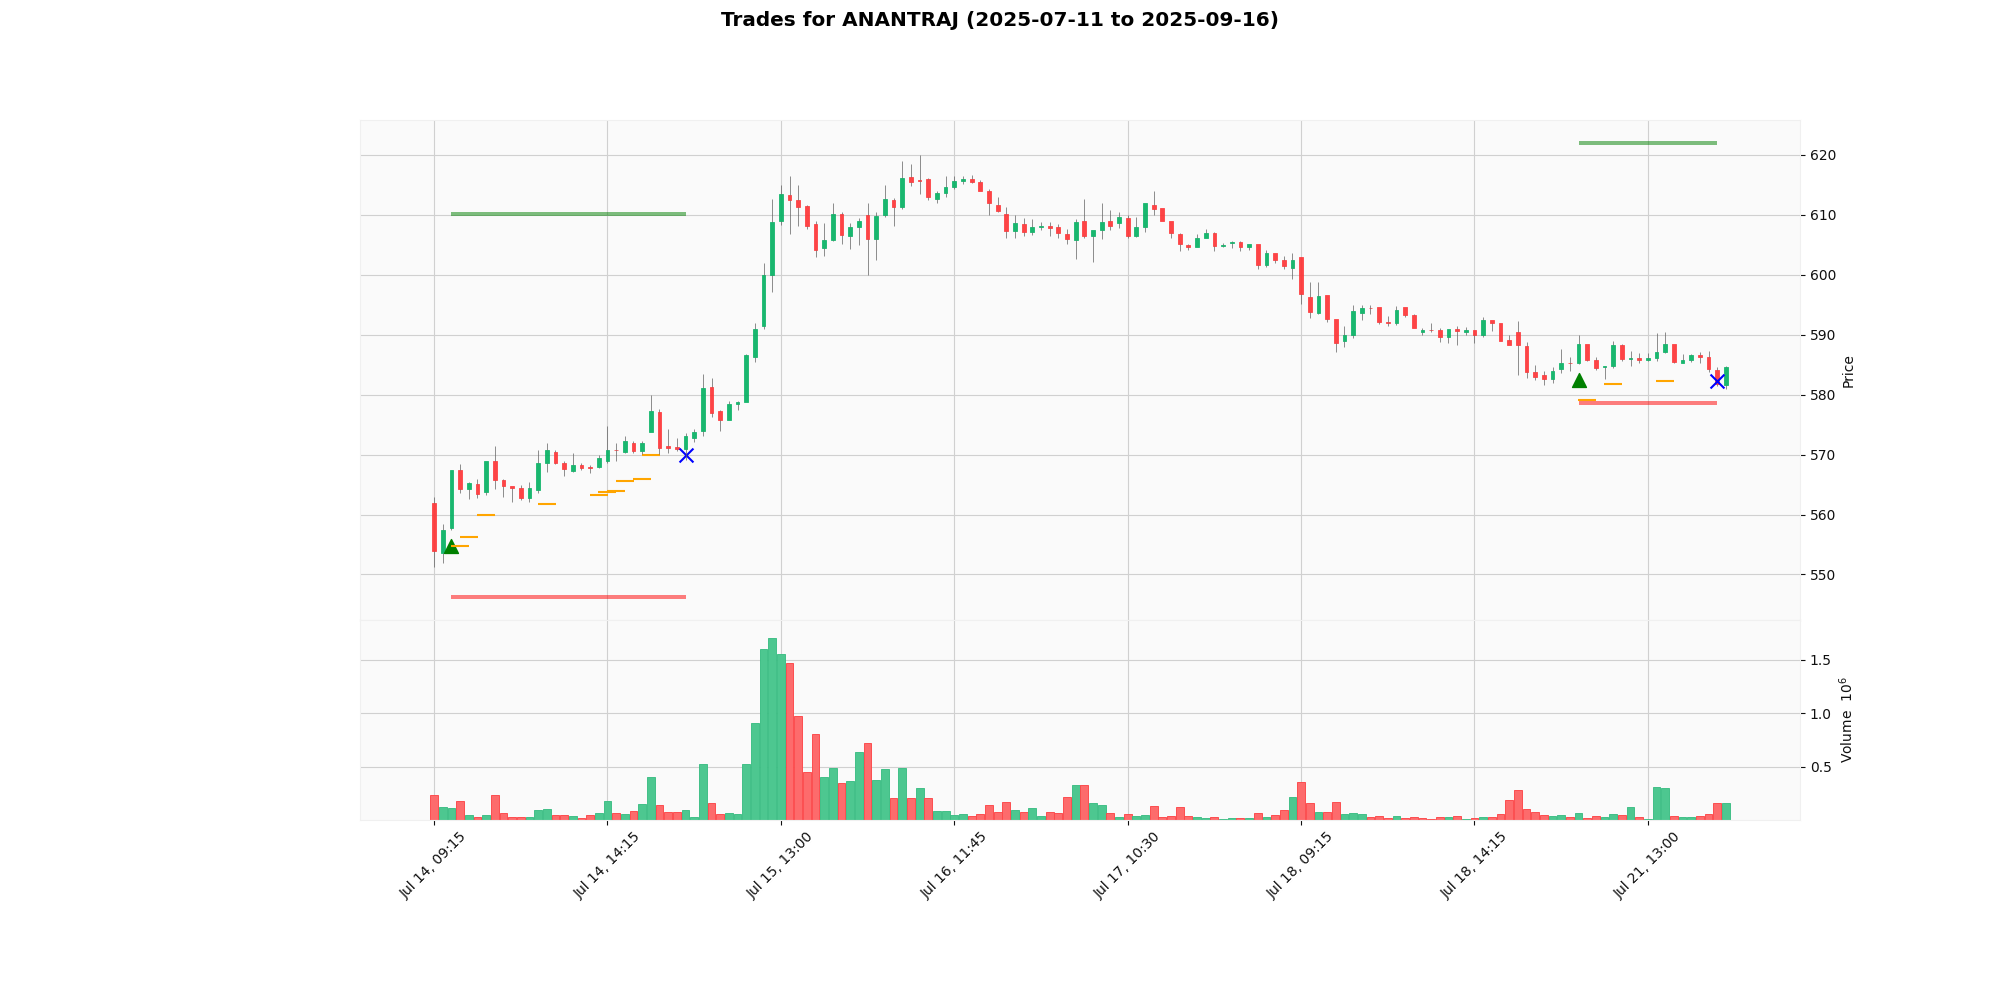 Trades for ANANTRAJ (2025-07-11 to 2025-09-16)
620
610
600
590
580
570
560
550
Price
1.5
1.0
0.5
Volume 10⁶
Jul 14, 09:15
Jul 14, 14:15
Jul 15, 13:00
Jul 16, 11:45
Jul 17, 10:30
Jul 18, 09:15
Jul 18, 14:15
Jul 21, 13:00